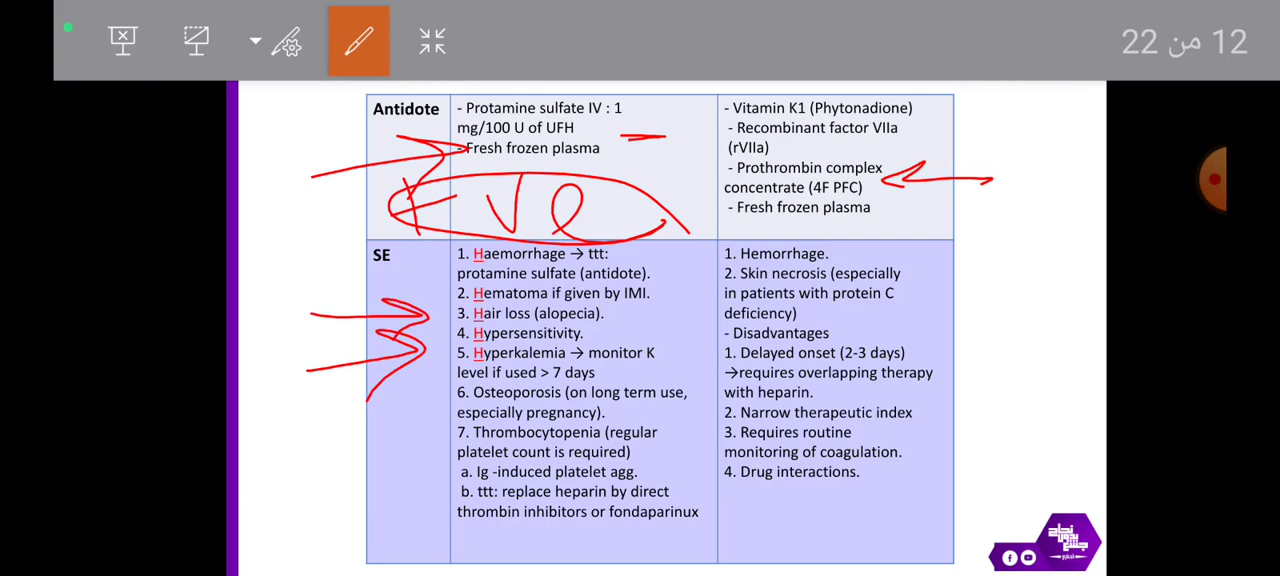 12 من 22
Antidote
- Protamine sulfate IV : 1
mg/100 U of UFH
- Fresh frozen plasma
- Vitamin K1 (Phytonadione)
- Recombinant factor VIIa
(rVIIa)
- Prothrombin complex
concentrate (4F PFC)
- Fresh frozen plasma
SE
1. Haemorrhage → ttt:
protamine sulfate (antidote).
2. Hematoma if given by IMI.
3. Hair loss (alopecia).
4. Hypersensitivity.
5. Hyperkalemia → monitor K
level if used > 7 days
6. Osteoporosis (on long term use,
especially pregnancy).
7. Thrombocytopenia (regular
platelet count is required)
a. Ig -induced platelet agg.
b. ttt: replace heparin by direct
thrombin inhibitors or fondaparinux
1. Hemorrhage.
2. Skin necrosis (especially
in patients with protein C
deficiency)
- Disadvantages
1. Delayed onset (2-3 days)
→requires overlapping therapy
with heparin.
2. Narrow therapeutic index
3. Requires routine
monitoring of coagulation.
4. Drug interactions.